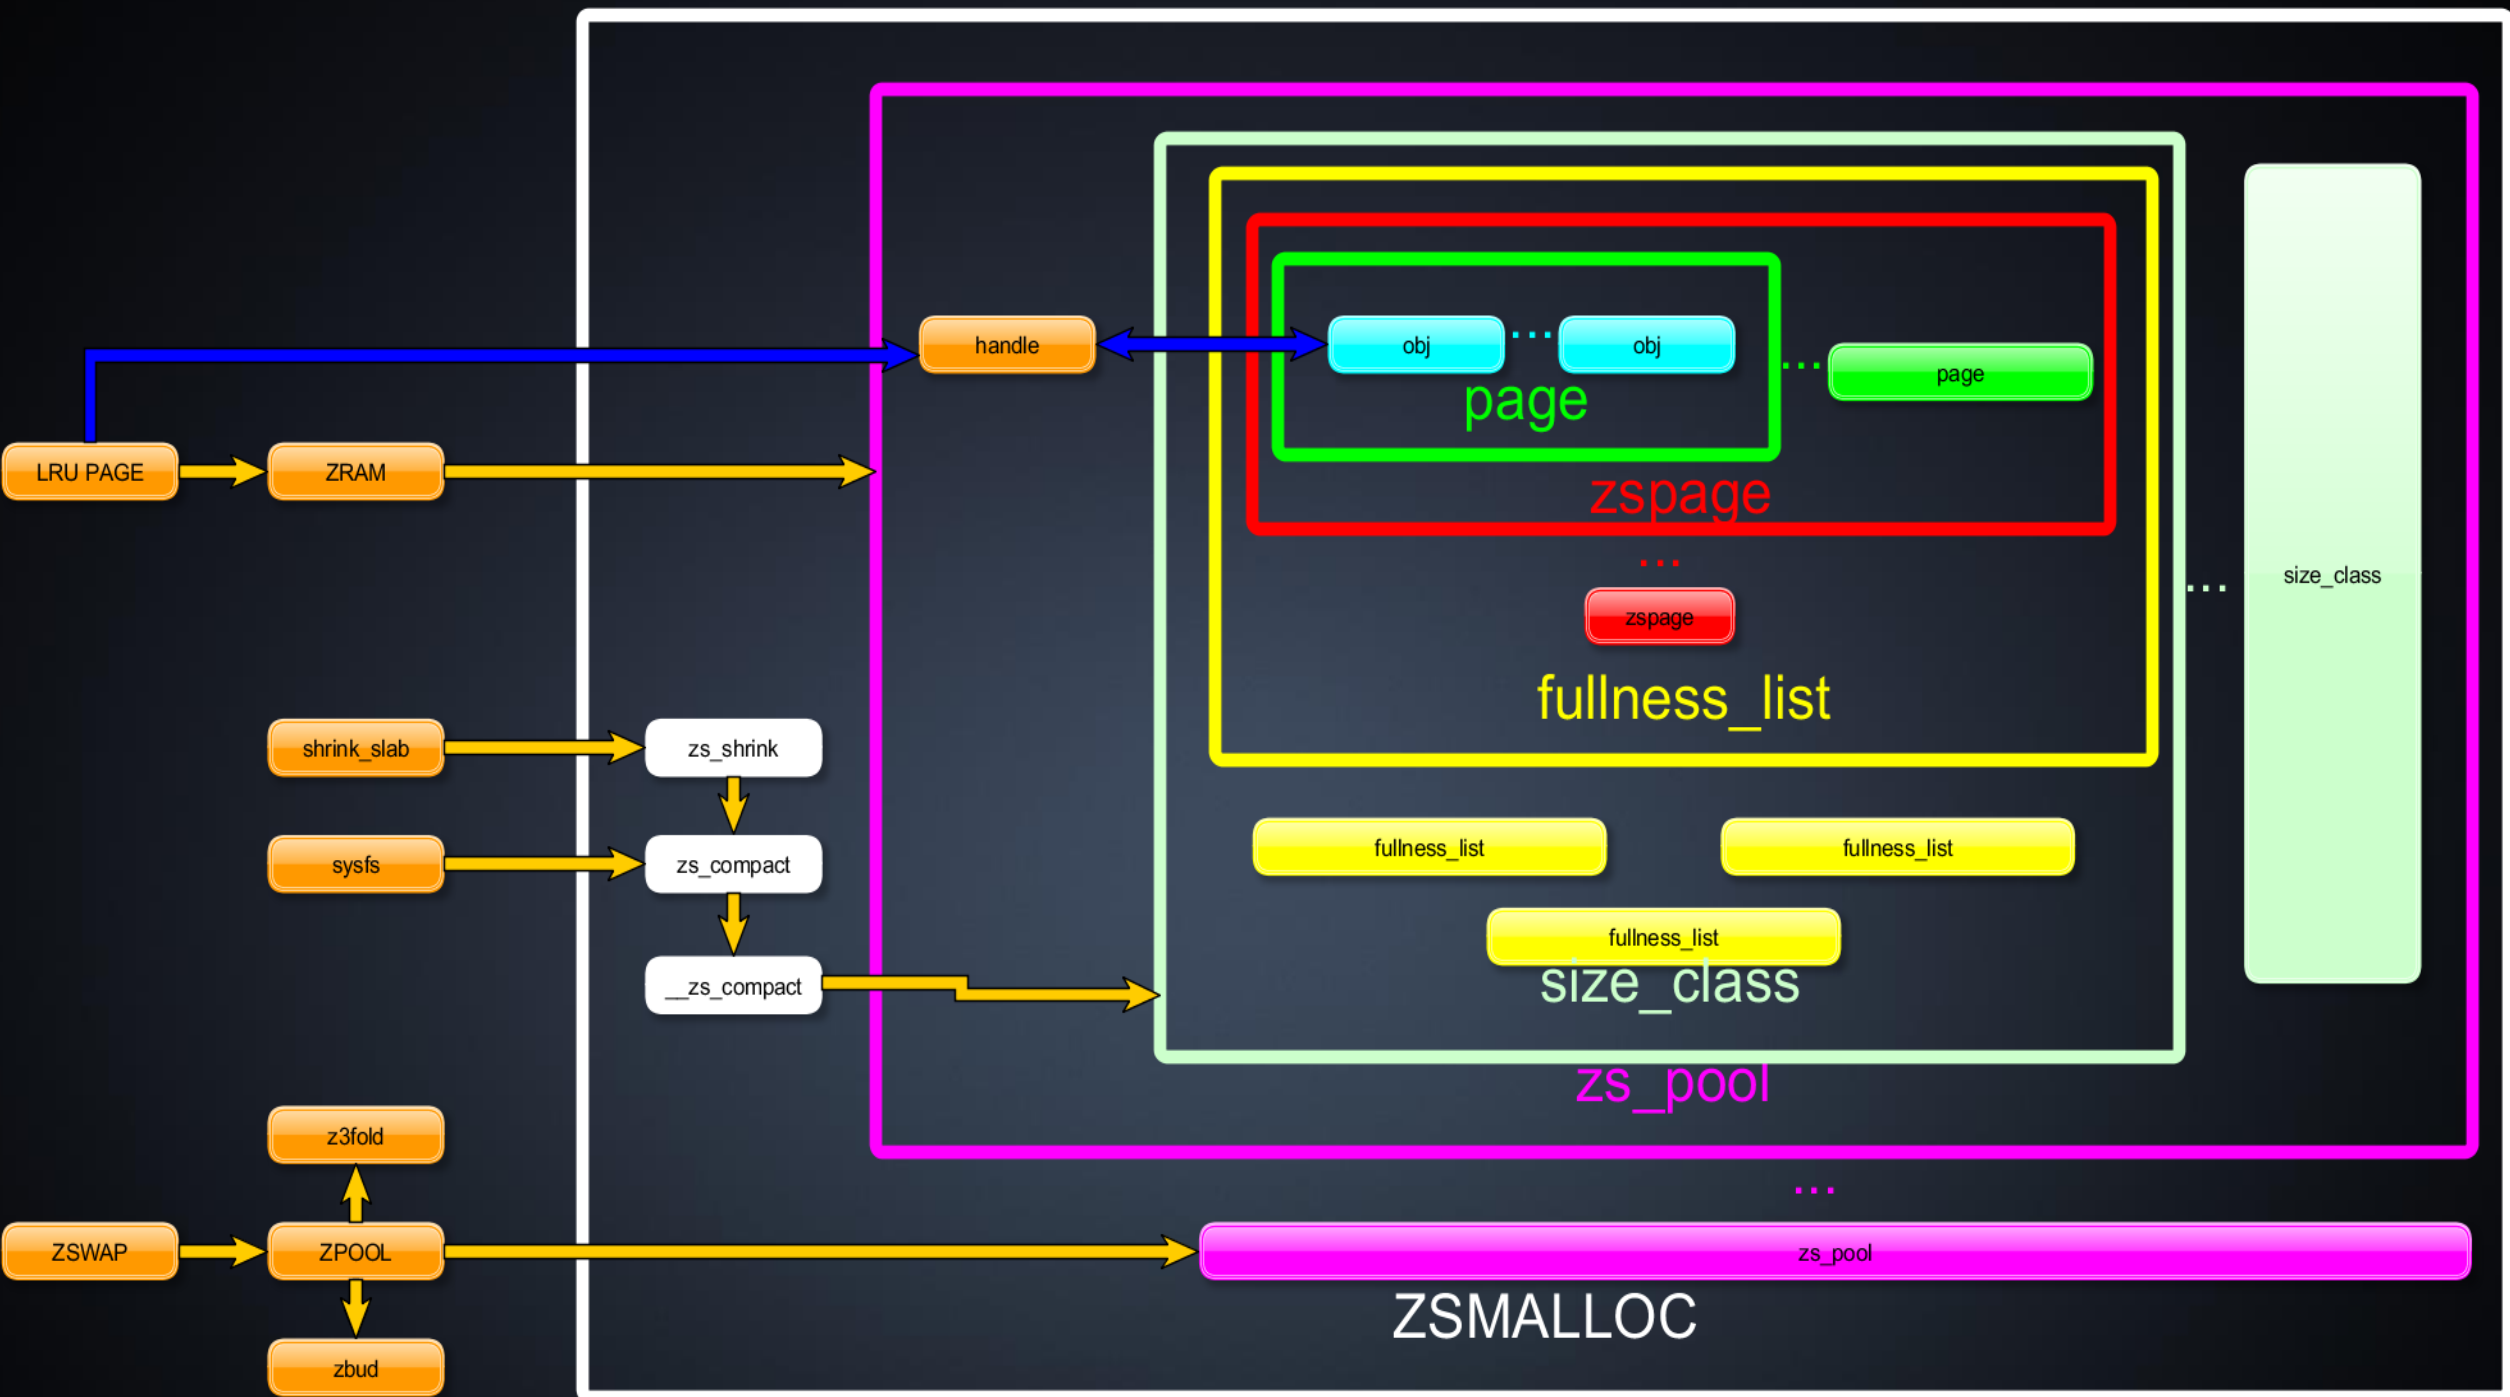 handle
obj
...
obj
page
...
page
LRU PAGE
ZRAM
zspage
...
zspage
...
size_class
fullness_list
shrink_slab
zs_shrink
sysfs
zs_compact
fullness_list
fullness_list
fullness_list
__zs_compact
size_class
zs_pool
z3fold
...
ZSWAP
ZPOOL
zs_pool
ZSMALLOC
zbud